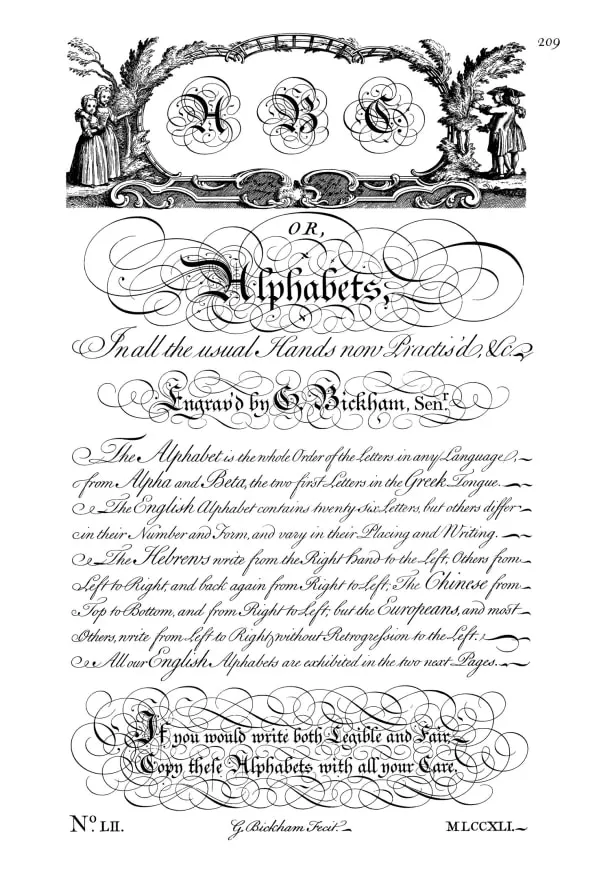 209
A B C
OR,
Alphabets,
In all the usual Hands now Practis'd, &c.
Engrav'd by G. Bickham, Senr.
The Alphabet is the whole Order of the Letters in any Language,
from Alpha and Beta, the two first Letters in the Greek Tongue.
The English Alphabet contains twenty six Letters, but others differ
in their Number and Form, and vary in their Placing and Writing.
The Hebrews write from the Right hand to the Left, Others from
Left to Right, and back again from Right to Left; The Chinese from
Top to Bottom, and from Right to Left; but the Europeans, and most
Others, write from Left to Right, without Retrogreſsion to the Left.
All our English Alphabets are exhibited in the two next Pages.
If you would write both Legible and Fair
Copy theſe Alphabets with all your Care.
No. LII.
G. Bickham Fecit.
MLCCXLI.